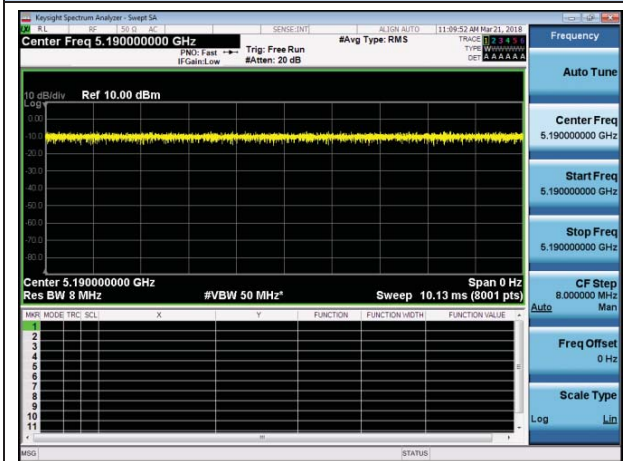 Keysight Spectrum Analyzer - Swept SA
RL RF 50 Ω AC SENSE:INT ALIGN AUTO 11:09:52 AM Mar 21, 2018
Center Freq 5.190000000 GHz
PNO: Fast
IFGain:Low
Trig: Free Run
#Atten: 20 dB
#Avg Type: RMS
TRACE 1 2 3 4 5 6
TYPE W
DET A A A A A A
Frequency
Auto Tune
Center Freq
5.190000000 GHz
Start Freq
5.190000000 GHz
Stop Freq
5.190000000 GHz
CF Step
8.000000 MHz
Auto Man
Freq Offset
0 Hz
Scale Type
Log Lin
10 dB/div Ref 10.00 dBm
Log
0.00
-10.0
-20.0
-30.0
-40.0
-50.0
-60.0
-70.0
-80.0
Center 5.190000000 GHz Span 0 Hz
Res BW 8 MHz #VBW 50 MHz* Sweep 10.13 ms (8001 pts)
MKR MODE TRC SCL X Y FUNCTION FUNCTION WIDTH FUNCTION VALUE
1
2
3
4
5
6
7
8
9
10
11
MSG STATUS